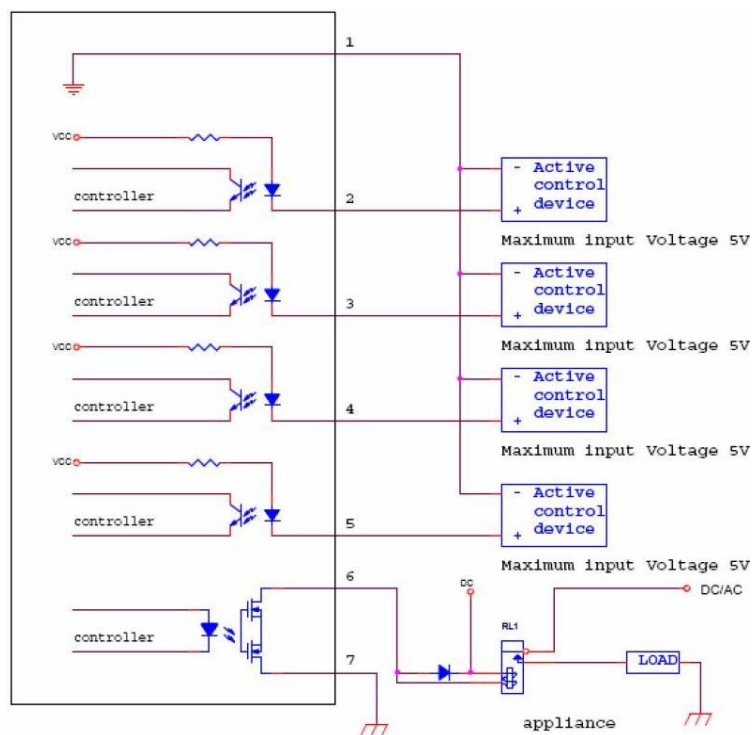 1
VCC
controller
2
- Active
control
+ device
Maximum input Voltage 5V
VCC
controller
3
- Active
control
+ device
Maximum input Voltage 5V
VCC
controller
4
- Active
control
+ device
Maximum input Voltage 5V
VCC
controller
5
- Active
control
+ device
Maximum input Voltage 5V
controller
6
7
DC
DC/AC
RL1
LOAD
appliance